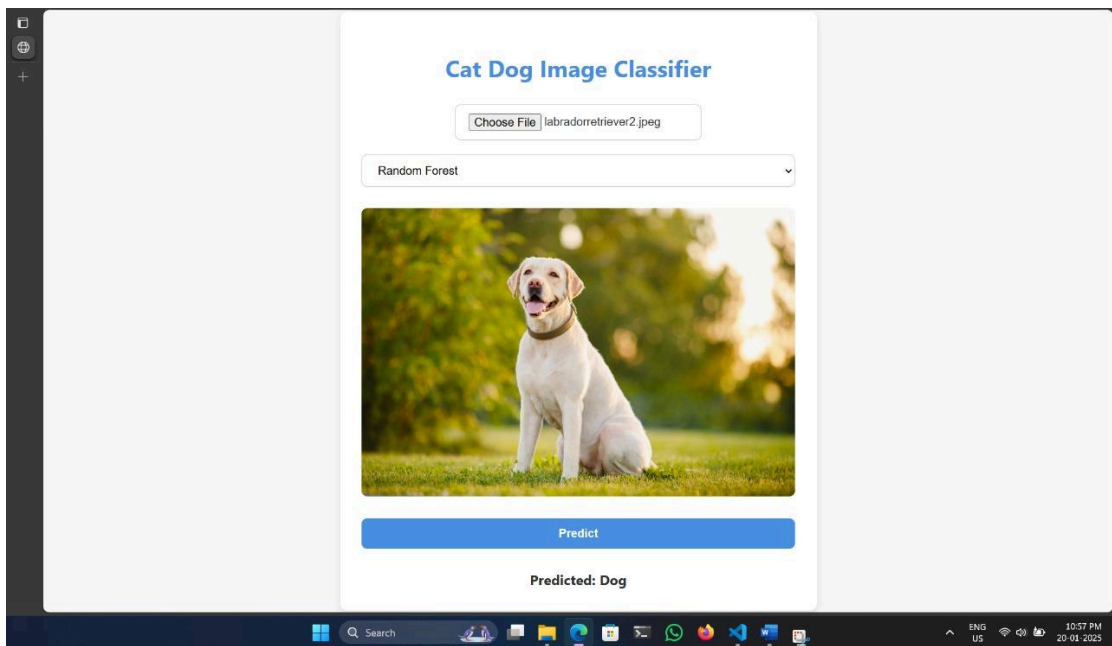 Cat Dog Image Classifier
Choose File labradorretriever2.jpeg
Random Forest
Predict
Predicted: Dog
Search
ENG
US
10:57 PM
20-01-2025